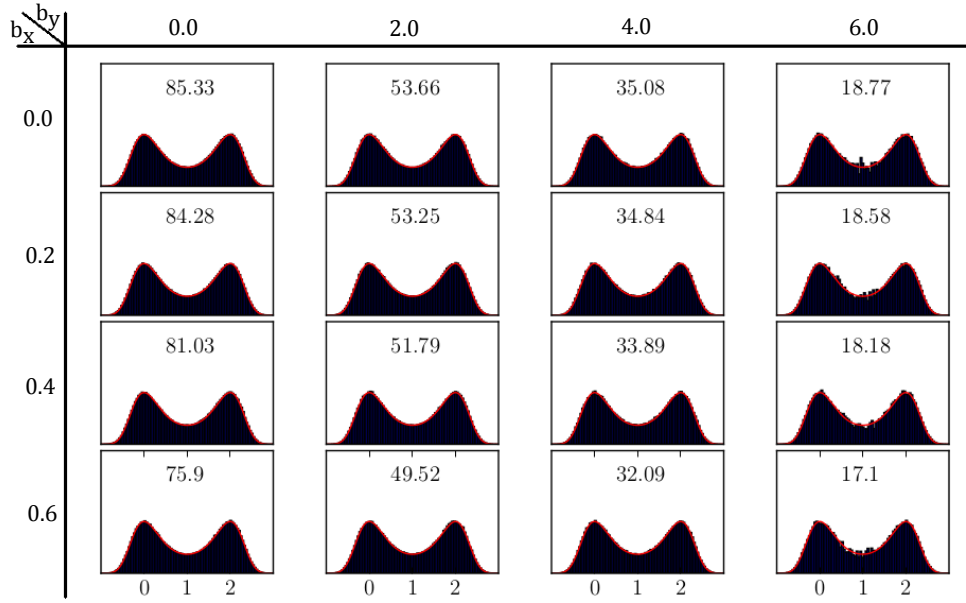 b_y
b_x
0.0 2.0 4.0 6.0
0.0
85.33 53.66 35.08 18.77
0.2
84.28 53.25 34.84 18.58
0.4
81.03 51.79 33.89 18.18
0.6
75.9 49.52 32.09 17.1
0 1 2 0 1 2 0 1 2 0 1 2